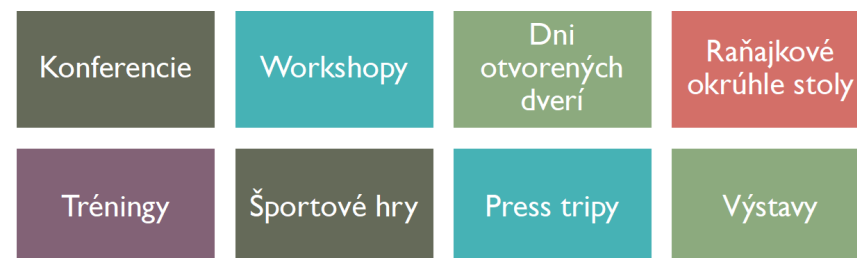 Konferencie
Workshopy
Dni
otvorených
dverí
Raňajkové
okrúhle stoly
Tréningy
Športové hry
Press tripy
Výstavy